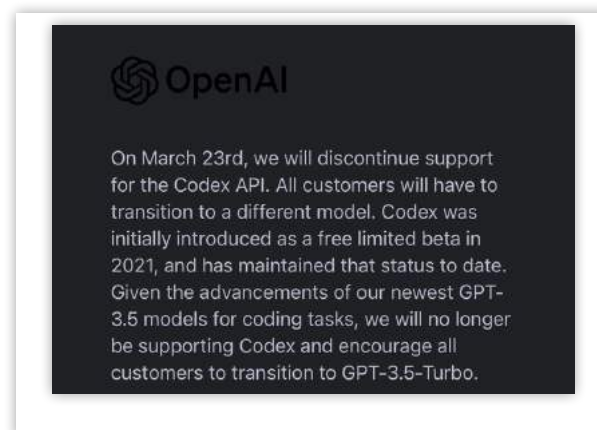 OpenAI
On March 23rd, we will discontinue support
for the Codex API. All customers will have to
transition to a different model. Codex was
initially introduced as a free limited beta in
2021, and has maintained that status to date.
Given the advancements of our newest GPT-
3.5 models for coding tasks, we will no longer
be supporting Codex and encourage all
customers to transition to GPT-3.5-Turbo.